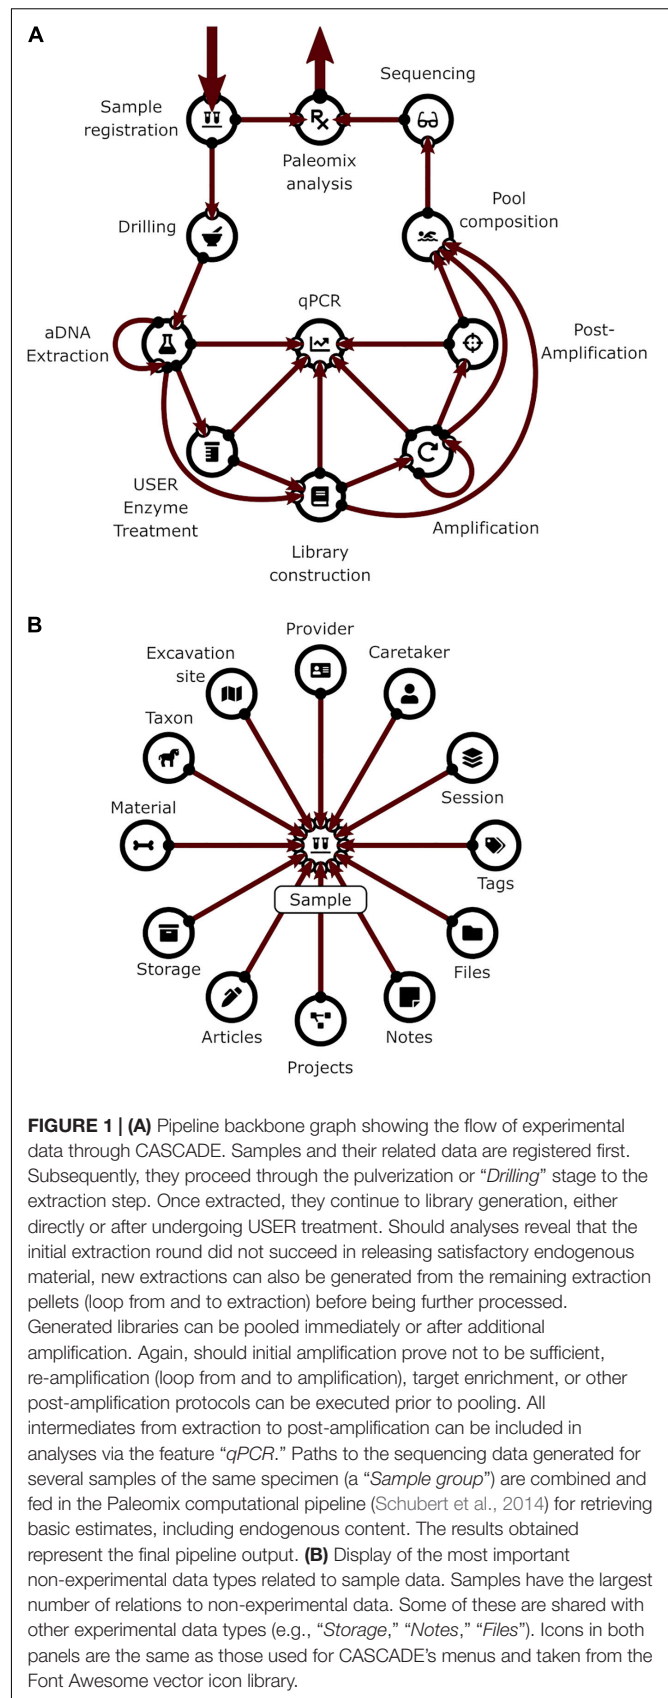 A
Sequencing
Sample
registration
Paleomix
analysis
Pool
composition
Drilling
qPCR
aDNA
Extraction
Post-
Amplification
USER
Enzyme
Treatment
Amplification
Library
construction
B
Provider
Excavation
site
Caretaker
Taxon
Session
Material
Tags
Sample
Storage
Files
Articles
Notes
Projects
FIGURE 1 | (A) Pipeline backbone graph showing the flow of experimental
data through CASCADE. Samples and their related data are registered first.
Subsequently, they proceed through the pulverization or “Drilling” stage to the
extraction step. Once extracted, they continue to library generation, either
directly or after undergoing USER treatment. Should analyses reveal that the
initial extraction round did not succeed in releasing satisfactory endogenous
material, new extractions can also be generated from the remaining extraction
pellets (loop from and to extraction) before being further processed.
Generated libraries can be pooled immediately or after additional
amplification. Again, should initial amplification prove not to be sufficient,
re-amplification (loop from and to amplification), target enrichment, or other
post-amplification protocols can be executed prior to pooling. All
intermediates from extraction to post-amplification can be included in
analyses via the feature “qPCR.” Paths to the sequencing data generated for
several samples of the same specimen (a “Sample group”) are combined and
fed in the Paleomix computational pipeline (Schubert et al., 2014) for retrieving
basic estimates, including endogenous content. The results obtained
represent the final pipeline output. (B) Display of the most important
non-experimental data types related to sample data. Samples have the largest
number of relations to non-experimental data. Some of these are shared with
other experimental data types (e.g., “Storage,” “Notes,” “Files”). Icons in both
panels are the same as those used for CASCADE’s menus and taken from the
Font Awesome vector icon library.